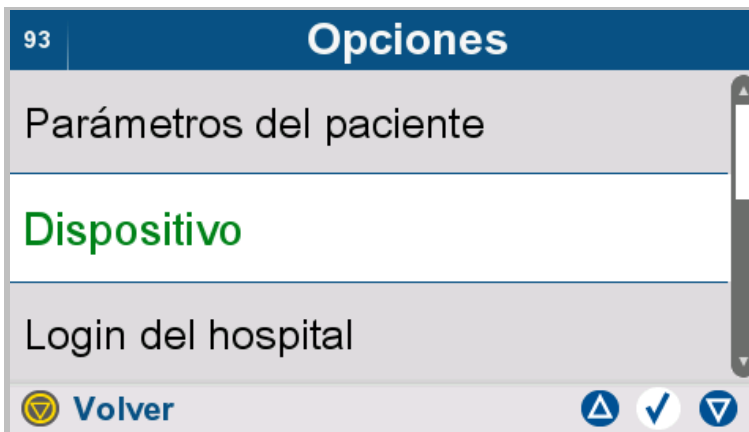 93
Opciones
Parámetros del paciente
Dispositivo
Login del hospital
Volver